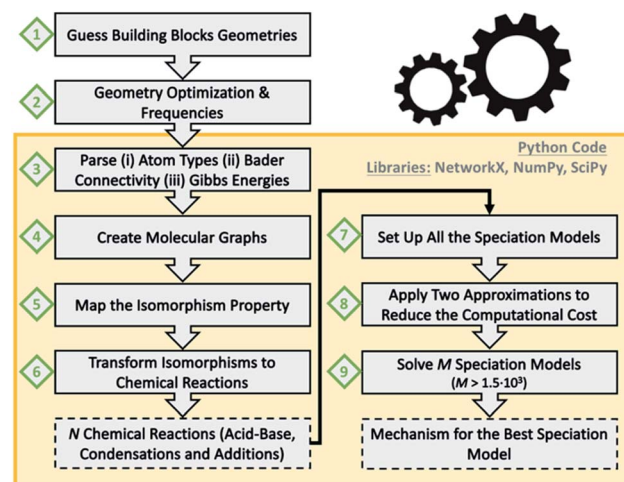 1
Guess Building Blocks Geometries
2
Geometry Optimization &
Frequencies
Python Code
Libraries: NetworkX, NumPy, SciPy
3
Parse (i) Atom Types (ii) Bader
Connectivity (iii) Gibbs Energies
4
Create Molecular Graphs
5
Map the Isomorphism Property
6
Transform Isomorphisms to
Chemical Reactions
N Chemical Reactions (Acid-Base,
Condensations and Additions)
7
Set Up All the Speciation Models
8
Apply Two Approximations to
Reduce the Computational Cost
9
Solve M Speciation Models
(M > 1.5·10³)
Mechanism for the Best Speciation
Model